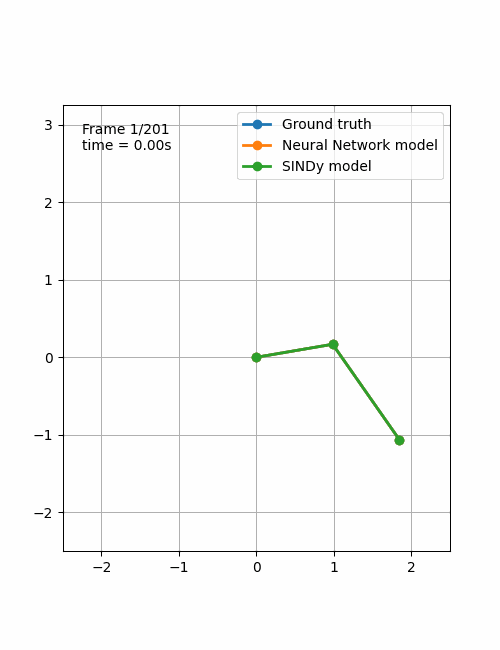 Frame 1/201
time = 0.00s
Ground truth
Neural Network model
SINDy model
3
2
1
0
−1
−2
−2
−1
0
1
2